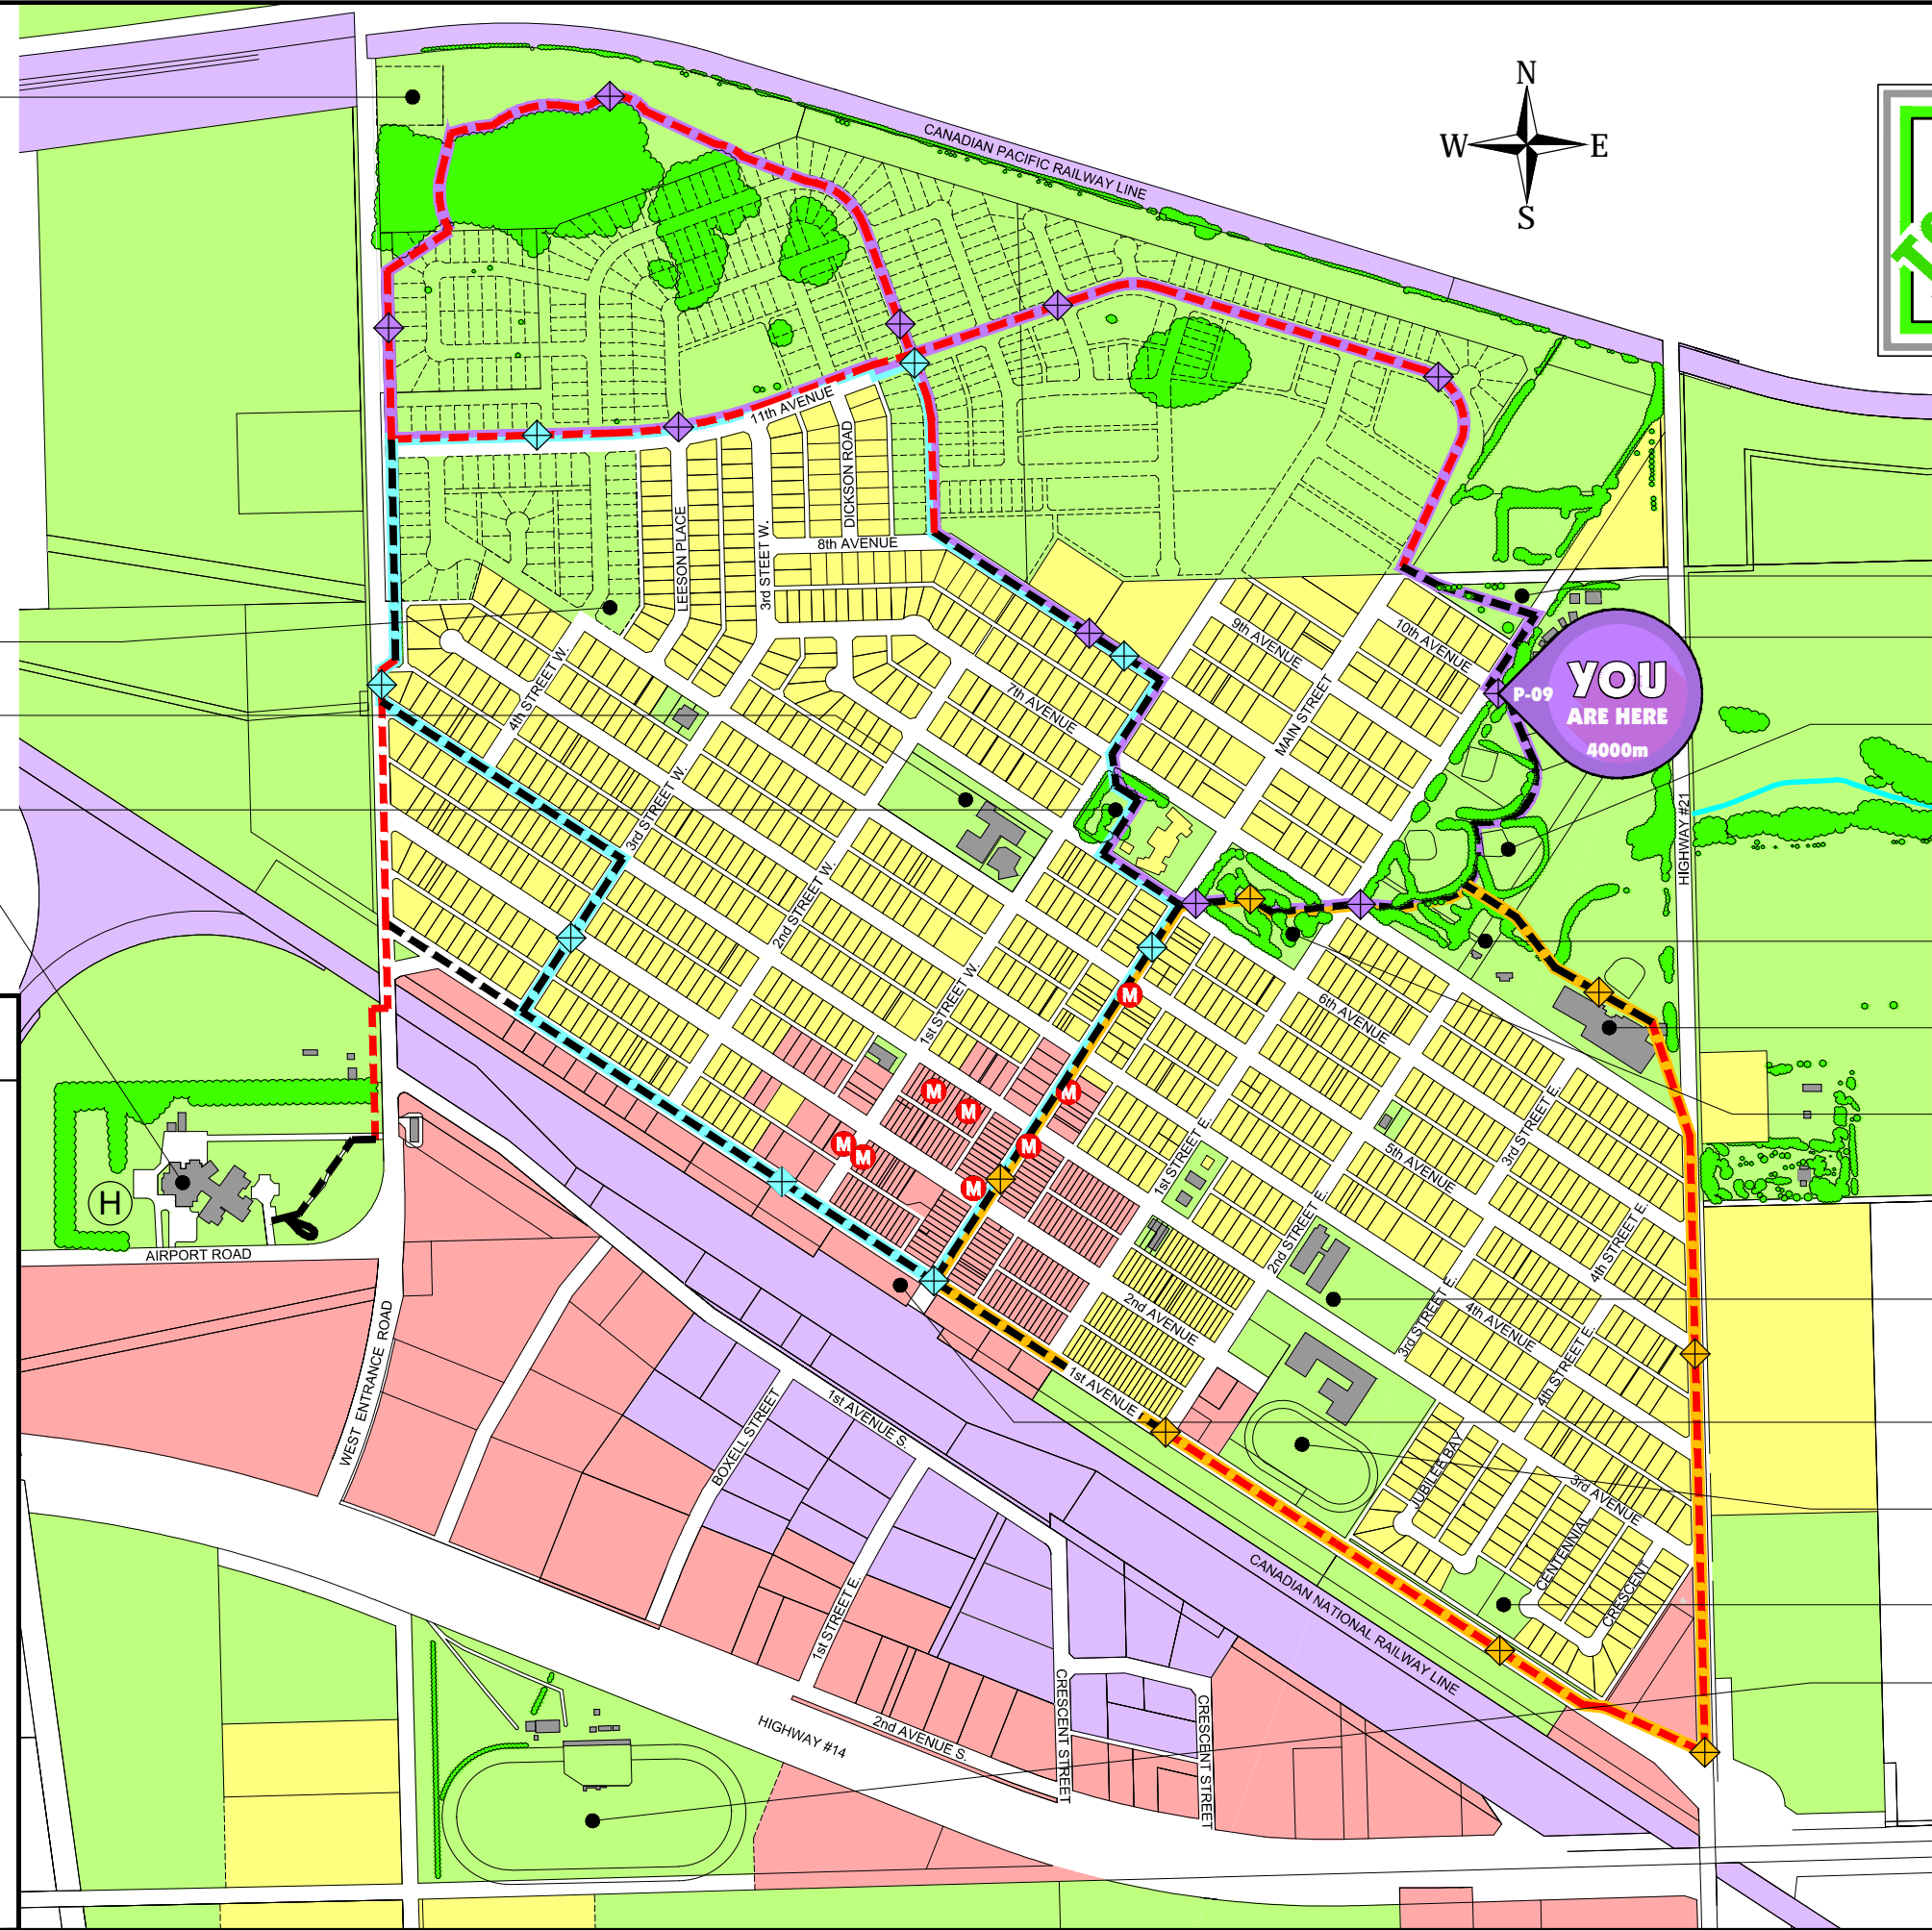 N
W E
S
CANADIAN PACIFIC RAILWAY LINE
11th AVENUE
DICKSON ROAD
LEESON PLACE
3rd STEET W.
8th AVENUE
9th AVENUE
10th AVENUE
7th AVENUE
MAIN STREET
4th STREET W.
3rd STREET W.
2nd STREET W.
1st STREET W.
P-09
YOU
ARE HERE
4000m
HIGHWAY #21
6th AVENUE
5th AVENUE
1st STREET E.
2nd STREET E.
3rd STREET E.
4th STREET E.
3rd STREET E.
4th STREET E.
4th AVENUE
3rd AVENUE
2nd AVENUE
1st AVENUE
M
M
M
M
M
M
M
M
H
AIRPORT ROAD
WEST ENTRANCE ROAD
BOXELL STREET
1st AVENUE S.
1st STREET E.
JUBILEE BAY
CENTENNIAL
CRESCENT
CANADIAN NATIONAL RAILWAY LINE
CRESCENT STREET
CRESCENT STREET
2nd AVENUE S.
HIGHWAY #14